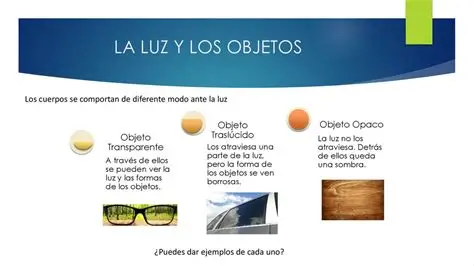 LA LUZ Y LOS OBJETOS
Los cuerpos se comportan de diferente modo ante la luz
Objeto
Transparente
A través de ellos
se pueden ver la
luz y las formas
de los objetos.
Objeto
Traslúcido
Los atraviesa una
parte de la luz,
pero la forma de
los objetos se ven
borrosas.
Objeto Opaco
La luz no los
atraviesa. Detrás
de ellos queda
una sombra.
¿Puedes dar ejemplos de cada uno?